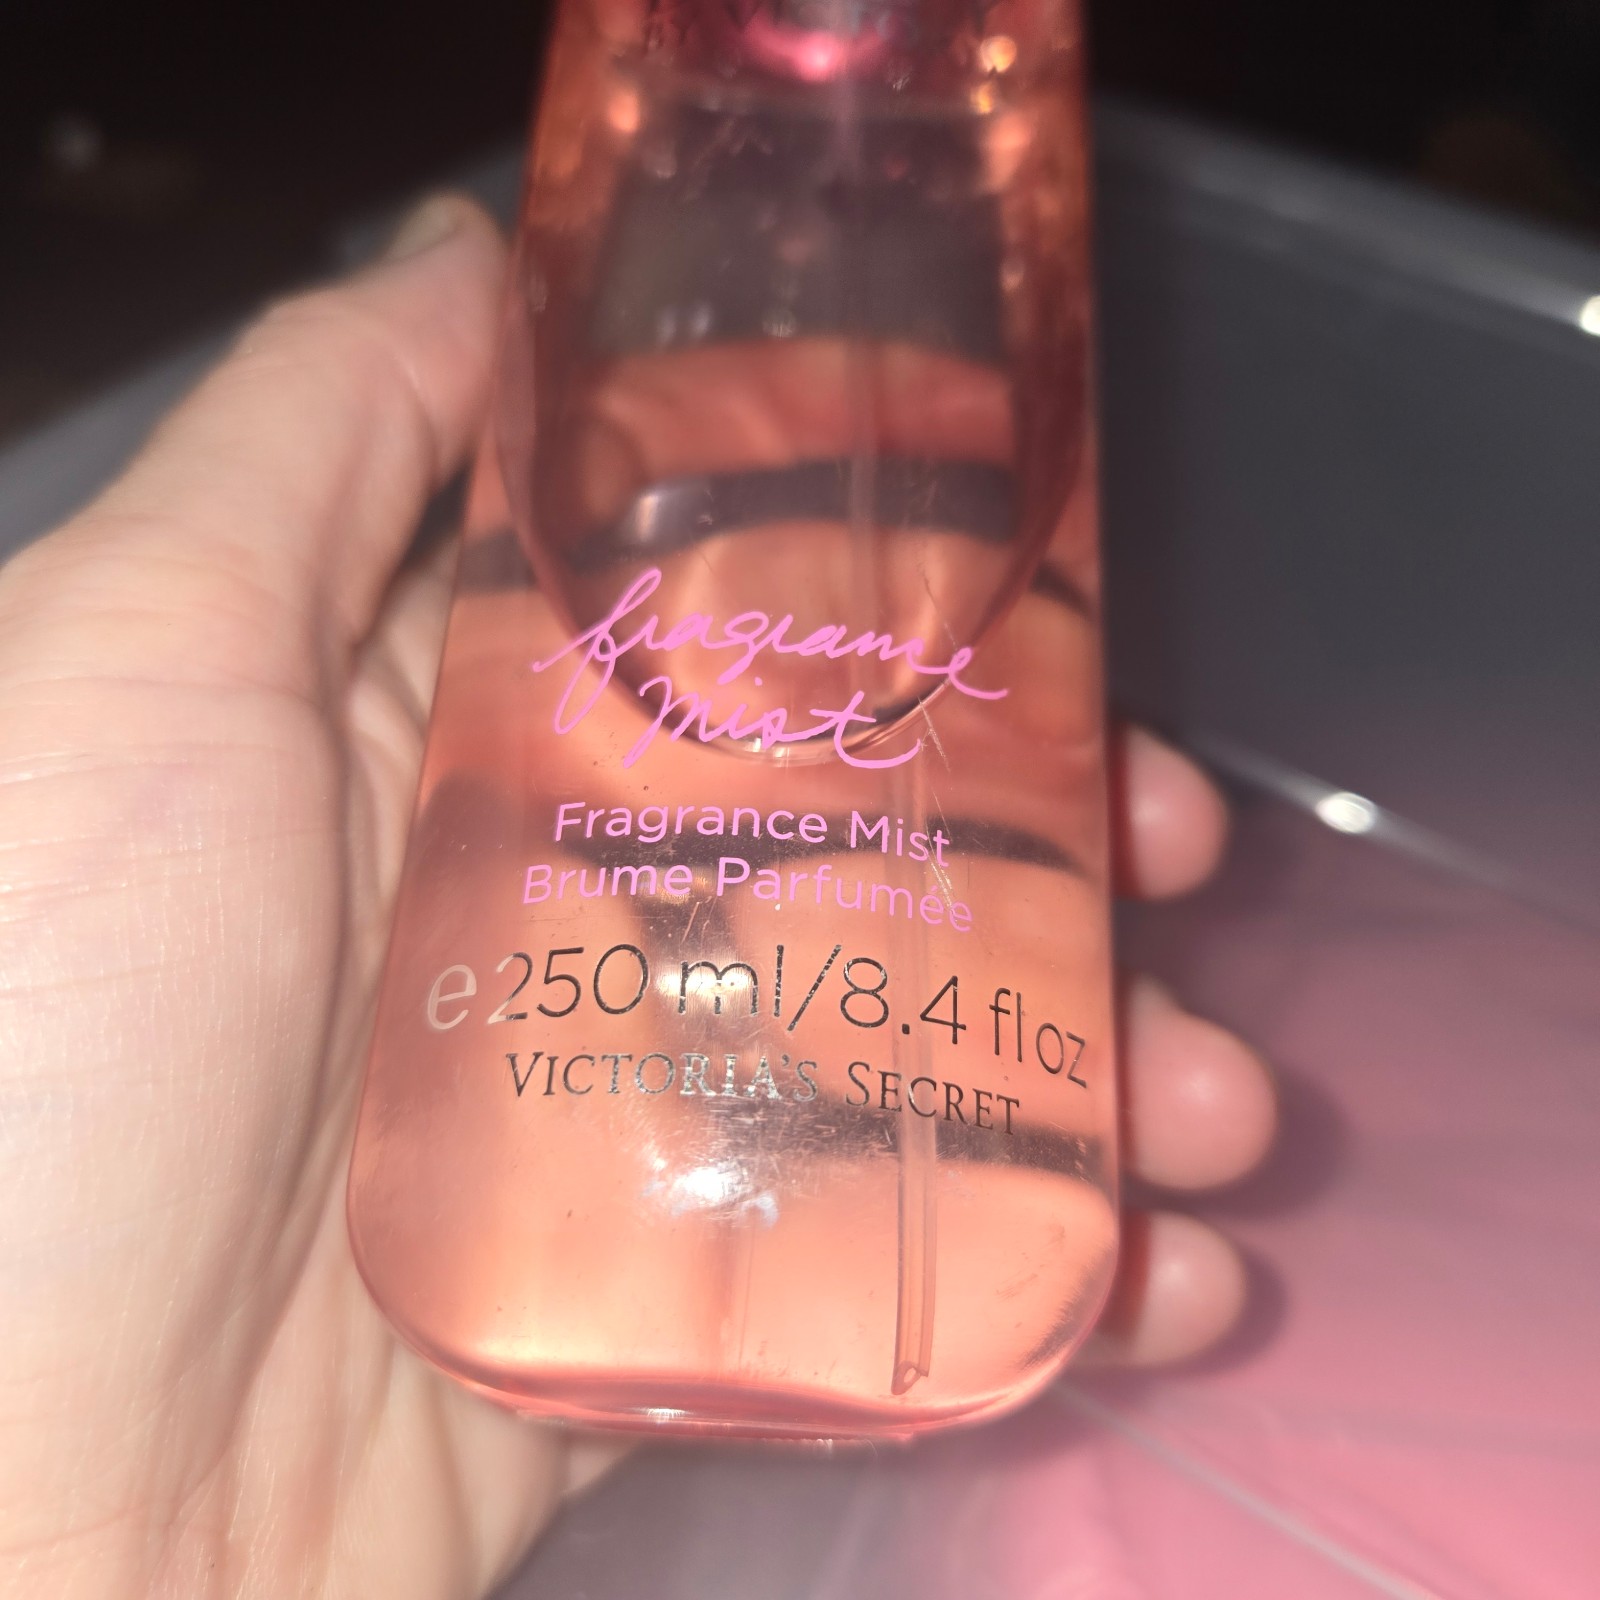 fragrance
mist
Fragrance Mist
Brume Parfumée
e 250 ml/8.4 fl oz
VICTORIA'S SECRET